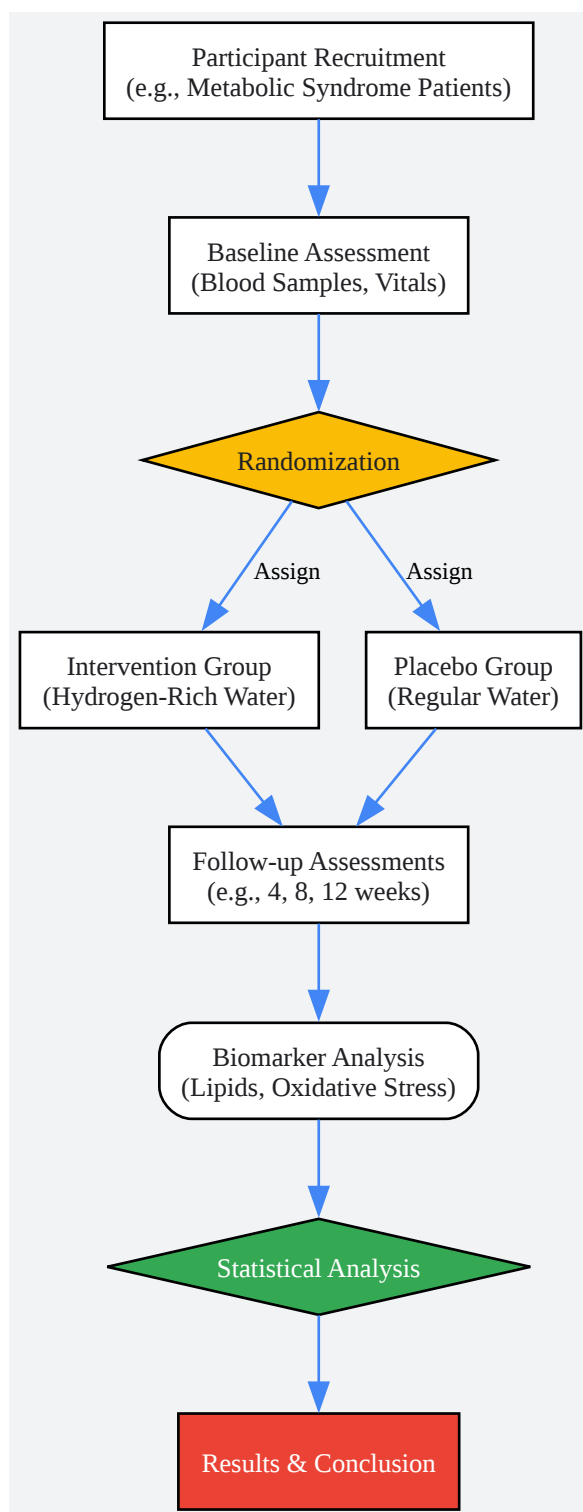 Participant Recruitment
(e.g., Metabolic Syndrome Patients)
Baseline Assessment
(Blood Samples, Vitals)
Randomization
Assign
Assign
Intervention Group
(Hydrogen-Rich Water)
Placebo Group
(Regular Water)
Follow-up Assessments
(e.g., 4, 8, 12 weeks)
Biomarker Analysis
(Lipids, Oxidative Stress)
Statistical Analysis
Results & Conclusion